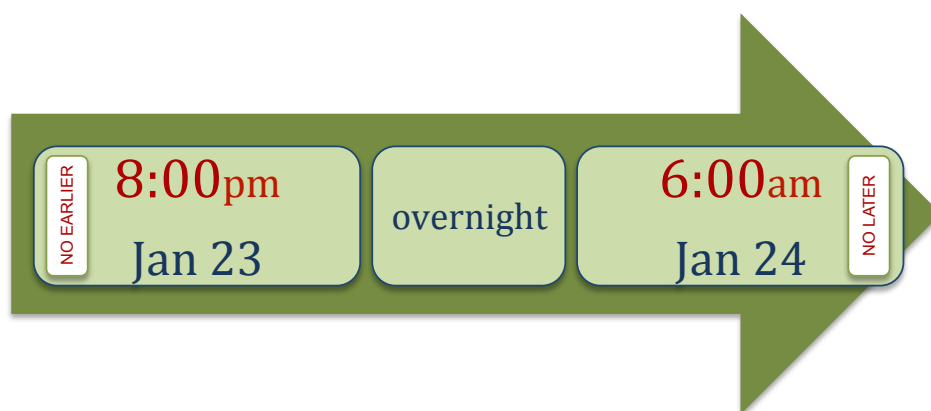 NO EARLIER
8:00pm
Jan 23
overnight
6:00am
Jan 24
NO LATER